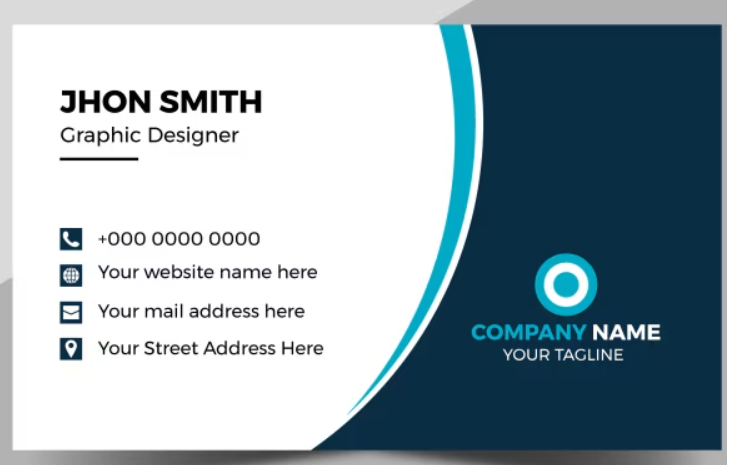 JHON SMITH
Graphic Designer
+000 0000 0000
Your website name here
Your mail address here
Your Street Address Here
COMPANY NAME
YOUR TAGLINE